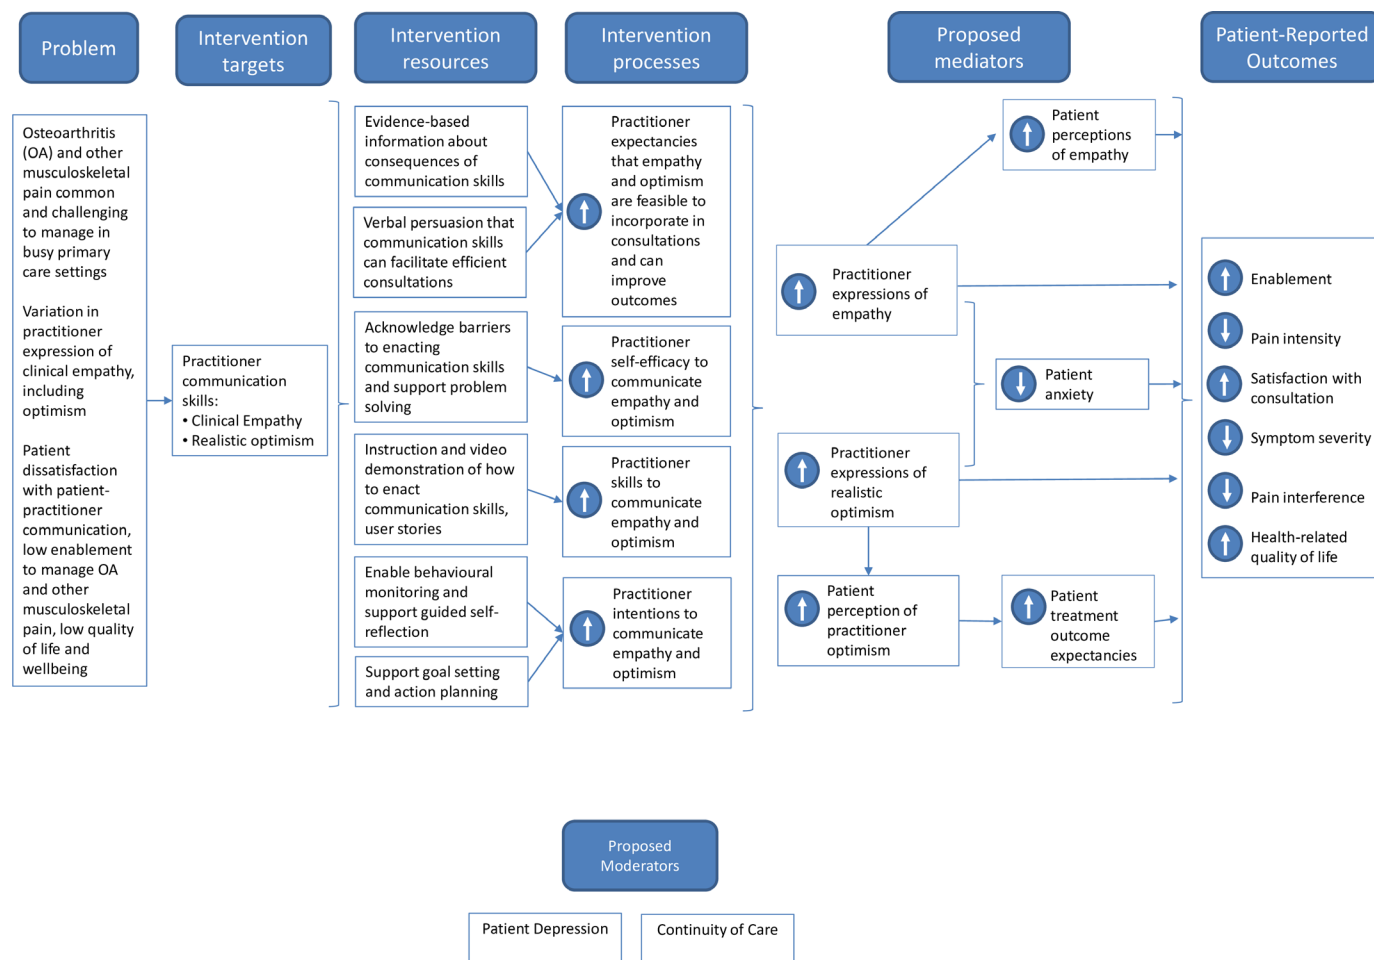 Problem
Intervention
targets
Intervention
resources
Intervention
processes
Proposed
mediators
Patient-Reported
Outcomes
Osteoarthritis
(OA) and other
musculoskeletal
pain common
and challenging
to manage in
busy primary
care settings
Variation in
practitioner
expression of
clinical empathy,
including
optimism
Patient
dissatisfaction
with patient-
practitioner
communication,
low enablement
to manage OA
and other
musculoskeletal
pain, low quality
of life and
wellbeing
Practitioner
communication
skills:
• Clinical Empathy
• Realistic optimism
Evidence-based
information about
consequences of
communication skills
Verbal persuasion that
communication skills
can facilitate efficient
consultations
Acknowledge barriers
to enacting
communication skills
and support problem
solving
Instruction and video
demonstration of how
to enact
communication skills,
user stories
Enable behavioural
monitoring and
support guided self-
reflection
Support goal setting
and action planning
Practitioner
expectancies
that empathy
and optimism
are feasible to
incorporate in
consultations
and can
improve
outcomes
Practitioner
self-efficacy to
communicate
empathy and
optimism
Practitioner
skills to
communicate
empathy and
optimism
Practitioner
intentions to
communicate
empathy and
optimism
Patient
perceptions
of empathy
Practitioner
expressions of
empathy
Patient
anxiety
Practitioner
expressions of
realistic
optimism
Patient
perception of
practitioner
optimism
Patient
treatment
outcome
expectancies
Enablement
Pain intensity
Satisfaction with
consultation
Symptom severity
Pain interference
Health-related
quality of life
Proposed
Moderators
Patient Depression
Continuity of Care